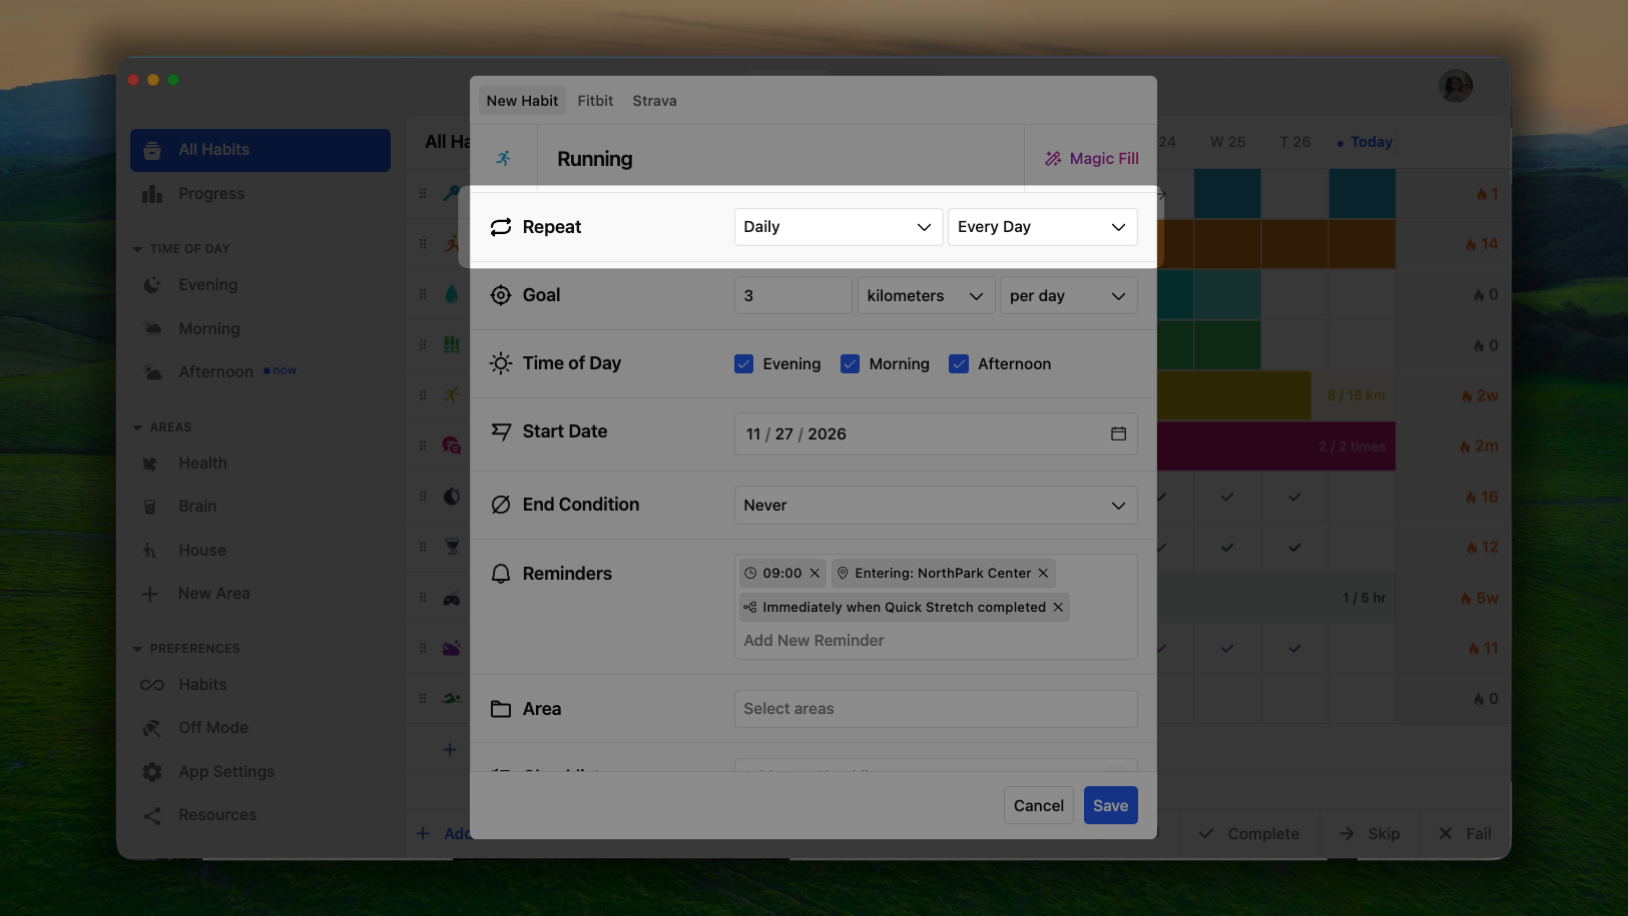 New Habit Fitbit Strava
All Habits
All Ha
24 W 25 T 26 Today
Running
Magic Fill
Progress
1
Repeat Daily Every Day
TIME OF DAY
14
Evening
Goal 3 kilometers per day
0
Morning
0
Time of Day Evening Morning Afternoon
Afternoon now
8 / 15 km 2w
AREAS
Start Date 11 / 27 / 2026
2 / 2 times 2m
Health
16
Brain
End Condition Never
12
House
Reminders 09:00 Entering: NorthPark Center
New Area
1 / 5 hr 5w
Immediately when Quick Stretch completed
Add New Reminder
PREFERENCES
11
Habits
0
Area Select areas
Off Mode
App Settings
Cancel Save
Resources
Add
Complete Skip Fail